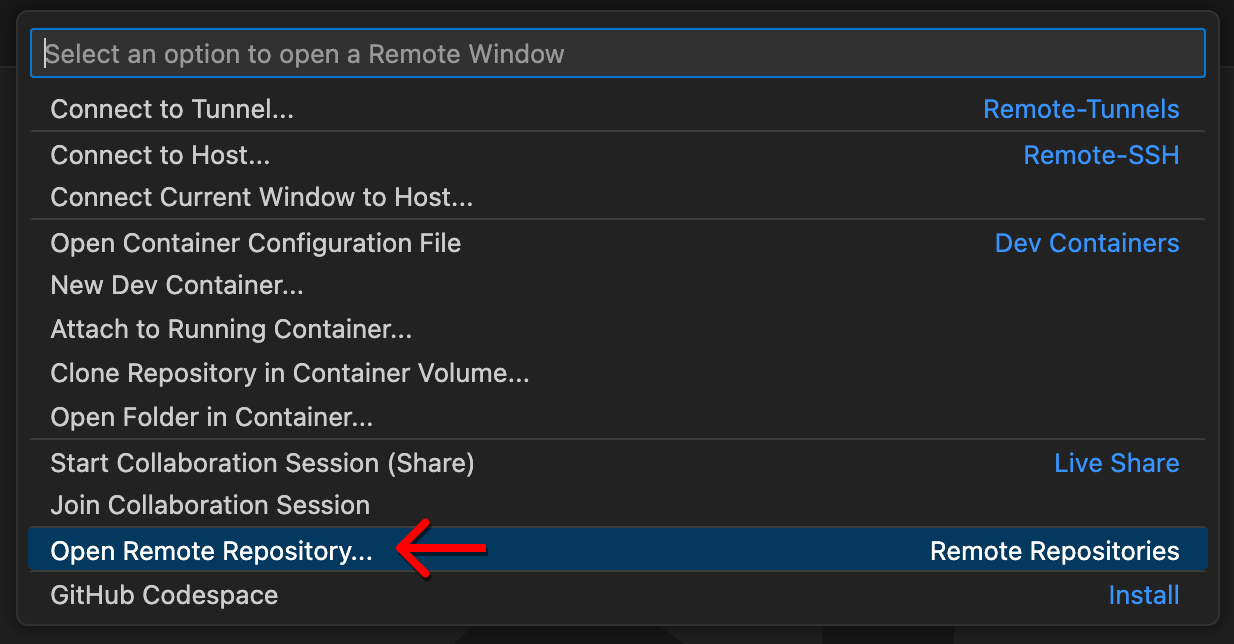 Select an option to open a Remote Window
Connect to Tunnel... Remote-Tunnels
Connect to Host... Remote-SSH
Connect Current Window to Host...
Open Container Configuration File Dev Containers
New Dev Container...
Attach to Running Container...
Clone Repository in Container Volume...
Open Folder in Container...
Start Collaboration Session (Share) Live Share
Join Collaboration Session
Open Remote Repository... Remote Repositories
GitHub Codespace Install